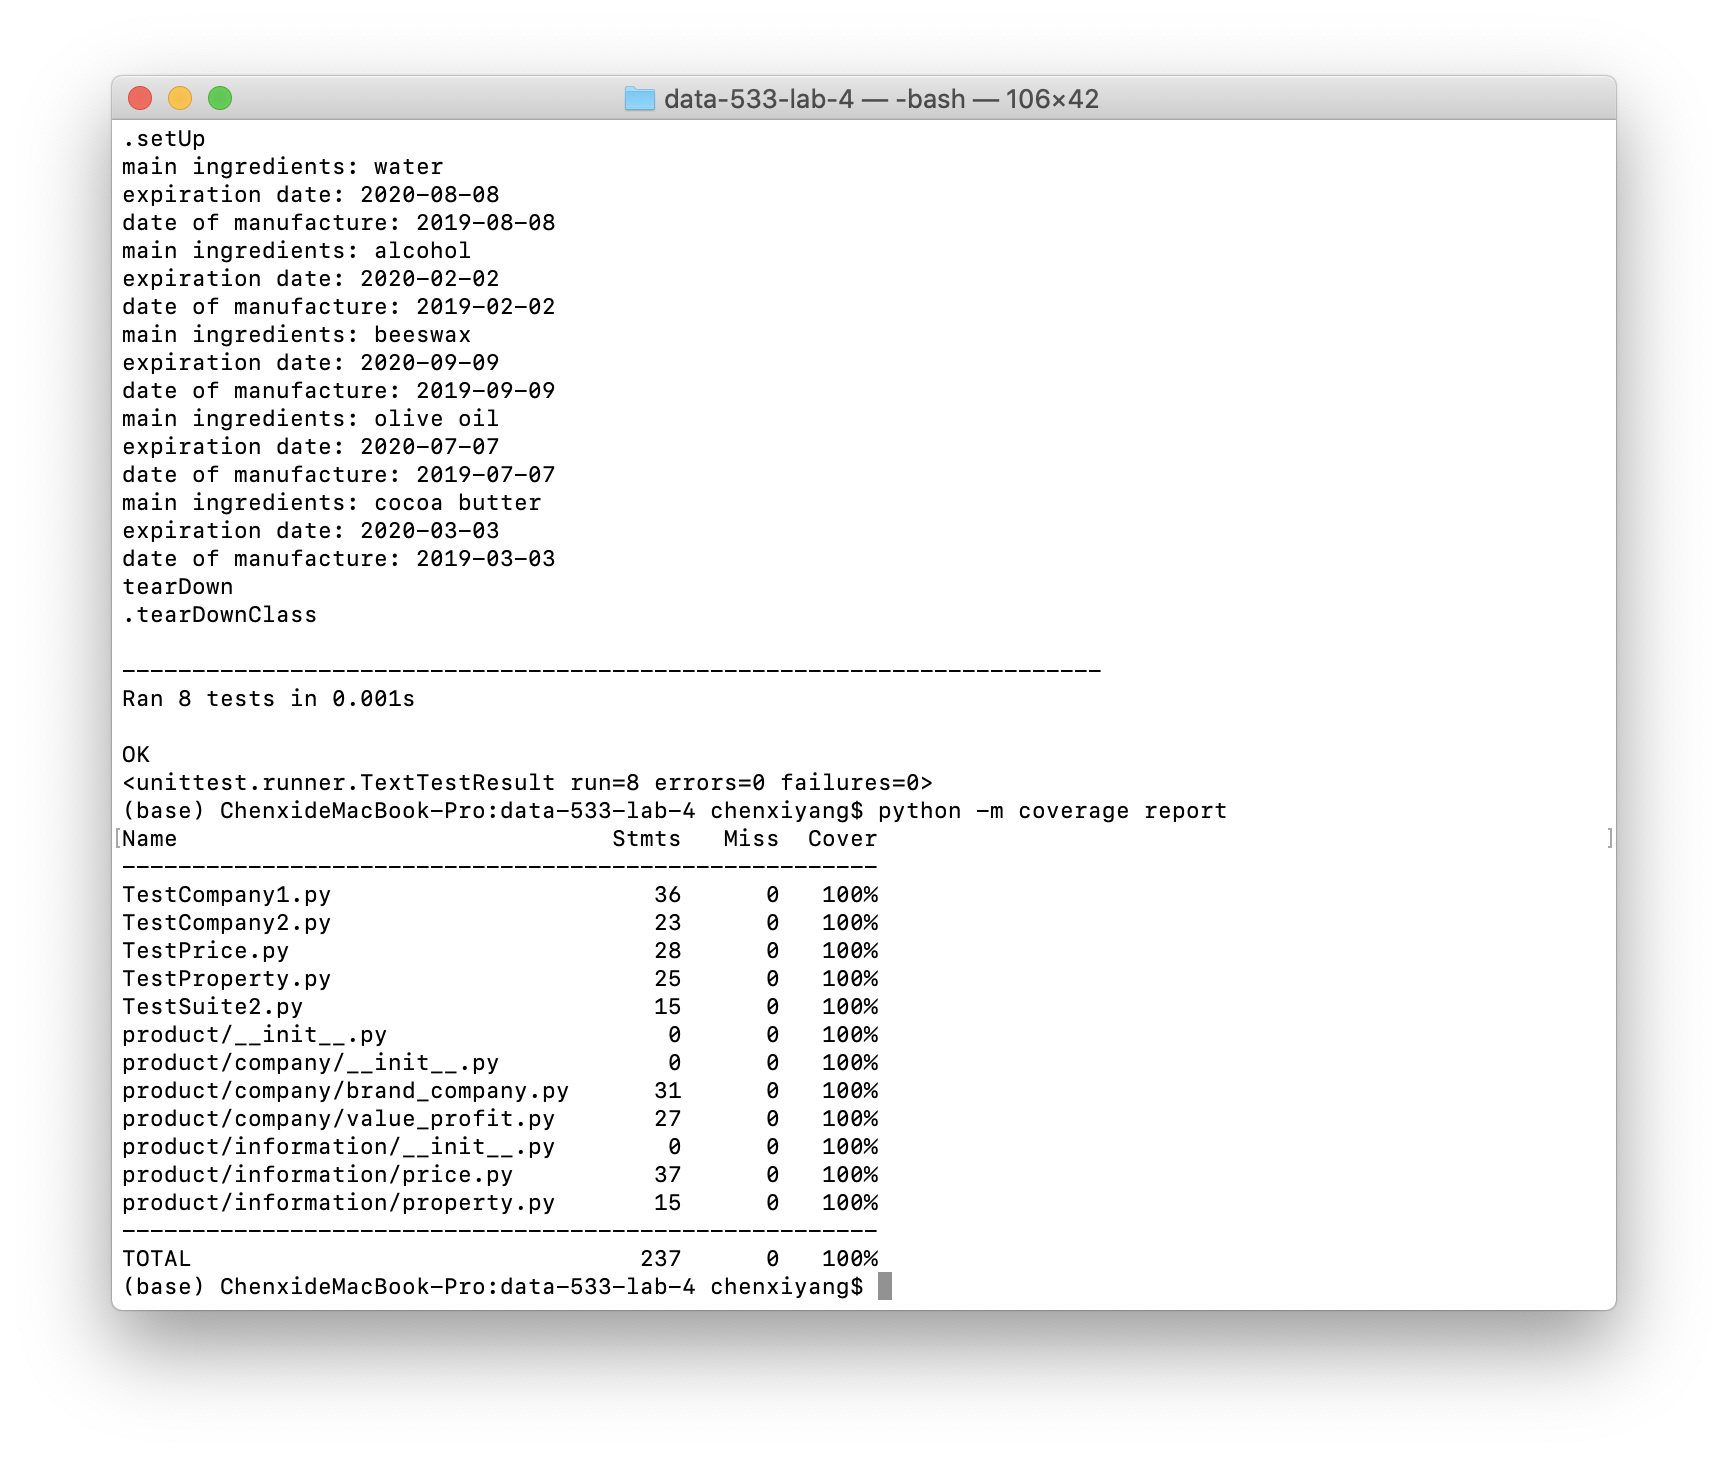 data-533-lab-4 — -bash — 106×42
.setUp
main ingredients: water
expiration date: 2020-08-08
date of manufacture: 2019-08-08
main ingredients: alcohol
expiration date: 2020-02-02
date of manufacture: 2019-02-02
main ingredients: beeswax
expiration date: 2020-09-09
date of manufacture: 2019-09-09
main ingredients: olive oil
expiration date: 2020-07-07
date of manufacture: 2019-07-07
main ingredients: cocoa butter
expiration date: 2020-03-03
date of manufacture: 2019-03-03
tearDown
.tearDownClass
----------------------------------------------------------------------
Ran 8 tests in 0.001s
OK
<unittest.runner.TextTestResult run=8 errors=0 failures=0>
(base) ChenxideMacBook-Pro:data-533-lab-4 chenxiyang$ python -m coverage report
[Name                               Stmts   Miss  Cover ]
------------------------------------------------------
TestCompany1.py                       36      0   100%
TestCompany2.py                       23      0   100%
TestPrice.py                          28      0   100%
TestProperty.py                       25      0   100%
TestSuite2.py                         15      0   100%
product/__init__.py                    0      0   100%
product/company/__init__.py            0      0   100%
product/company/brand_company.py      31      0   100%
product/company/value_profit.py       27      0   100%
product/information/__init__.py        0      0   100%
product/information/price.py          37      0   100%
product/information/property.py       15      0   100%
------------------------------------------------------
TOTAL                                237      0   100%
(base) ChenxideMacBook-Pro:data-533-lab-4 chenxiyang$